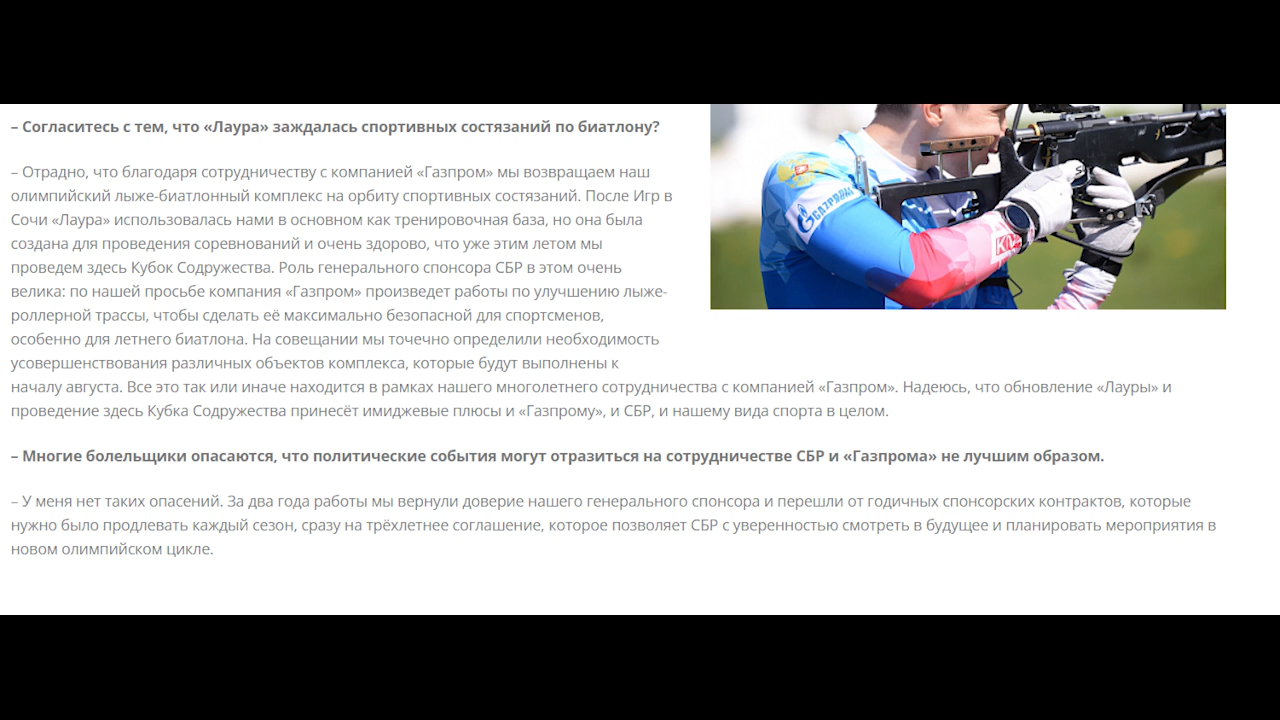 – Согласитесь с тем, что «Лаура» заждалась спортивных состязаний по биатлону?
– Отрадно, что благодаря сотрудничеству с компанией «Газпром» мы возвращаем наш
олимпийский лыже-биатлонный комплекс на орбиту спортивных состязаний. После Игр в
Сочи «Лаура» использовалась нами в основном как тренировочная база, но она была
создана для проведения соревнований и очень здорово, что уже этим летом мы
проведем здесь Кубок Содружества. Роль генерального спонсора СБР в этом очень
велика: по нашей просьбе компания «Газпром» произведет работы по улучшению лыже-
роллерной трассы, чтобы сделать её максимально безопасной для спортсменов,
особенно для летнего биатлона. На совещании мы точечно определили необходимость
усовершенствования различных объектов комплекса, которые будут выполнены к
началу августа. Все это так или иначе находится в рамках нашего многолетнего сотрудничества с компанией «Газпром». Надеюсь, что обновление «Лауры» и
проведение здесь Кубка Содружества принесёт имиджевые плюсы и «Газпрому», и СБР, и нашему вида спорта в целом.
– Многие болельщики опасаются, что политические события могут отразиться на сотрудничестве СБР и «Газпрома» не лучшим образом.
– У меня нет таких опасений. За два года работы мы вернули доверие нашего генерального спонсора и перешли от годичных спонсорских контрактов, которые
нужно было продлевать каждый сезон, сразу на трёхлетнее соглашение, которое позволяет СБР с уверенностью смотреть в будущее и планировать мероприятия в
новом олимпийском цикле.
GAZPROM